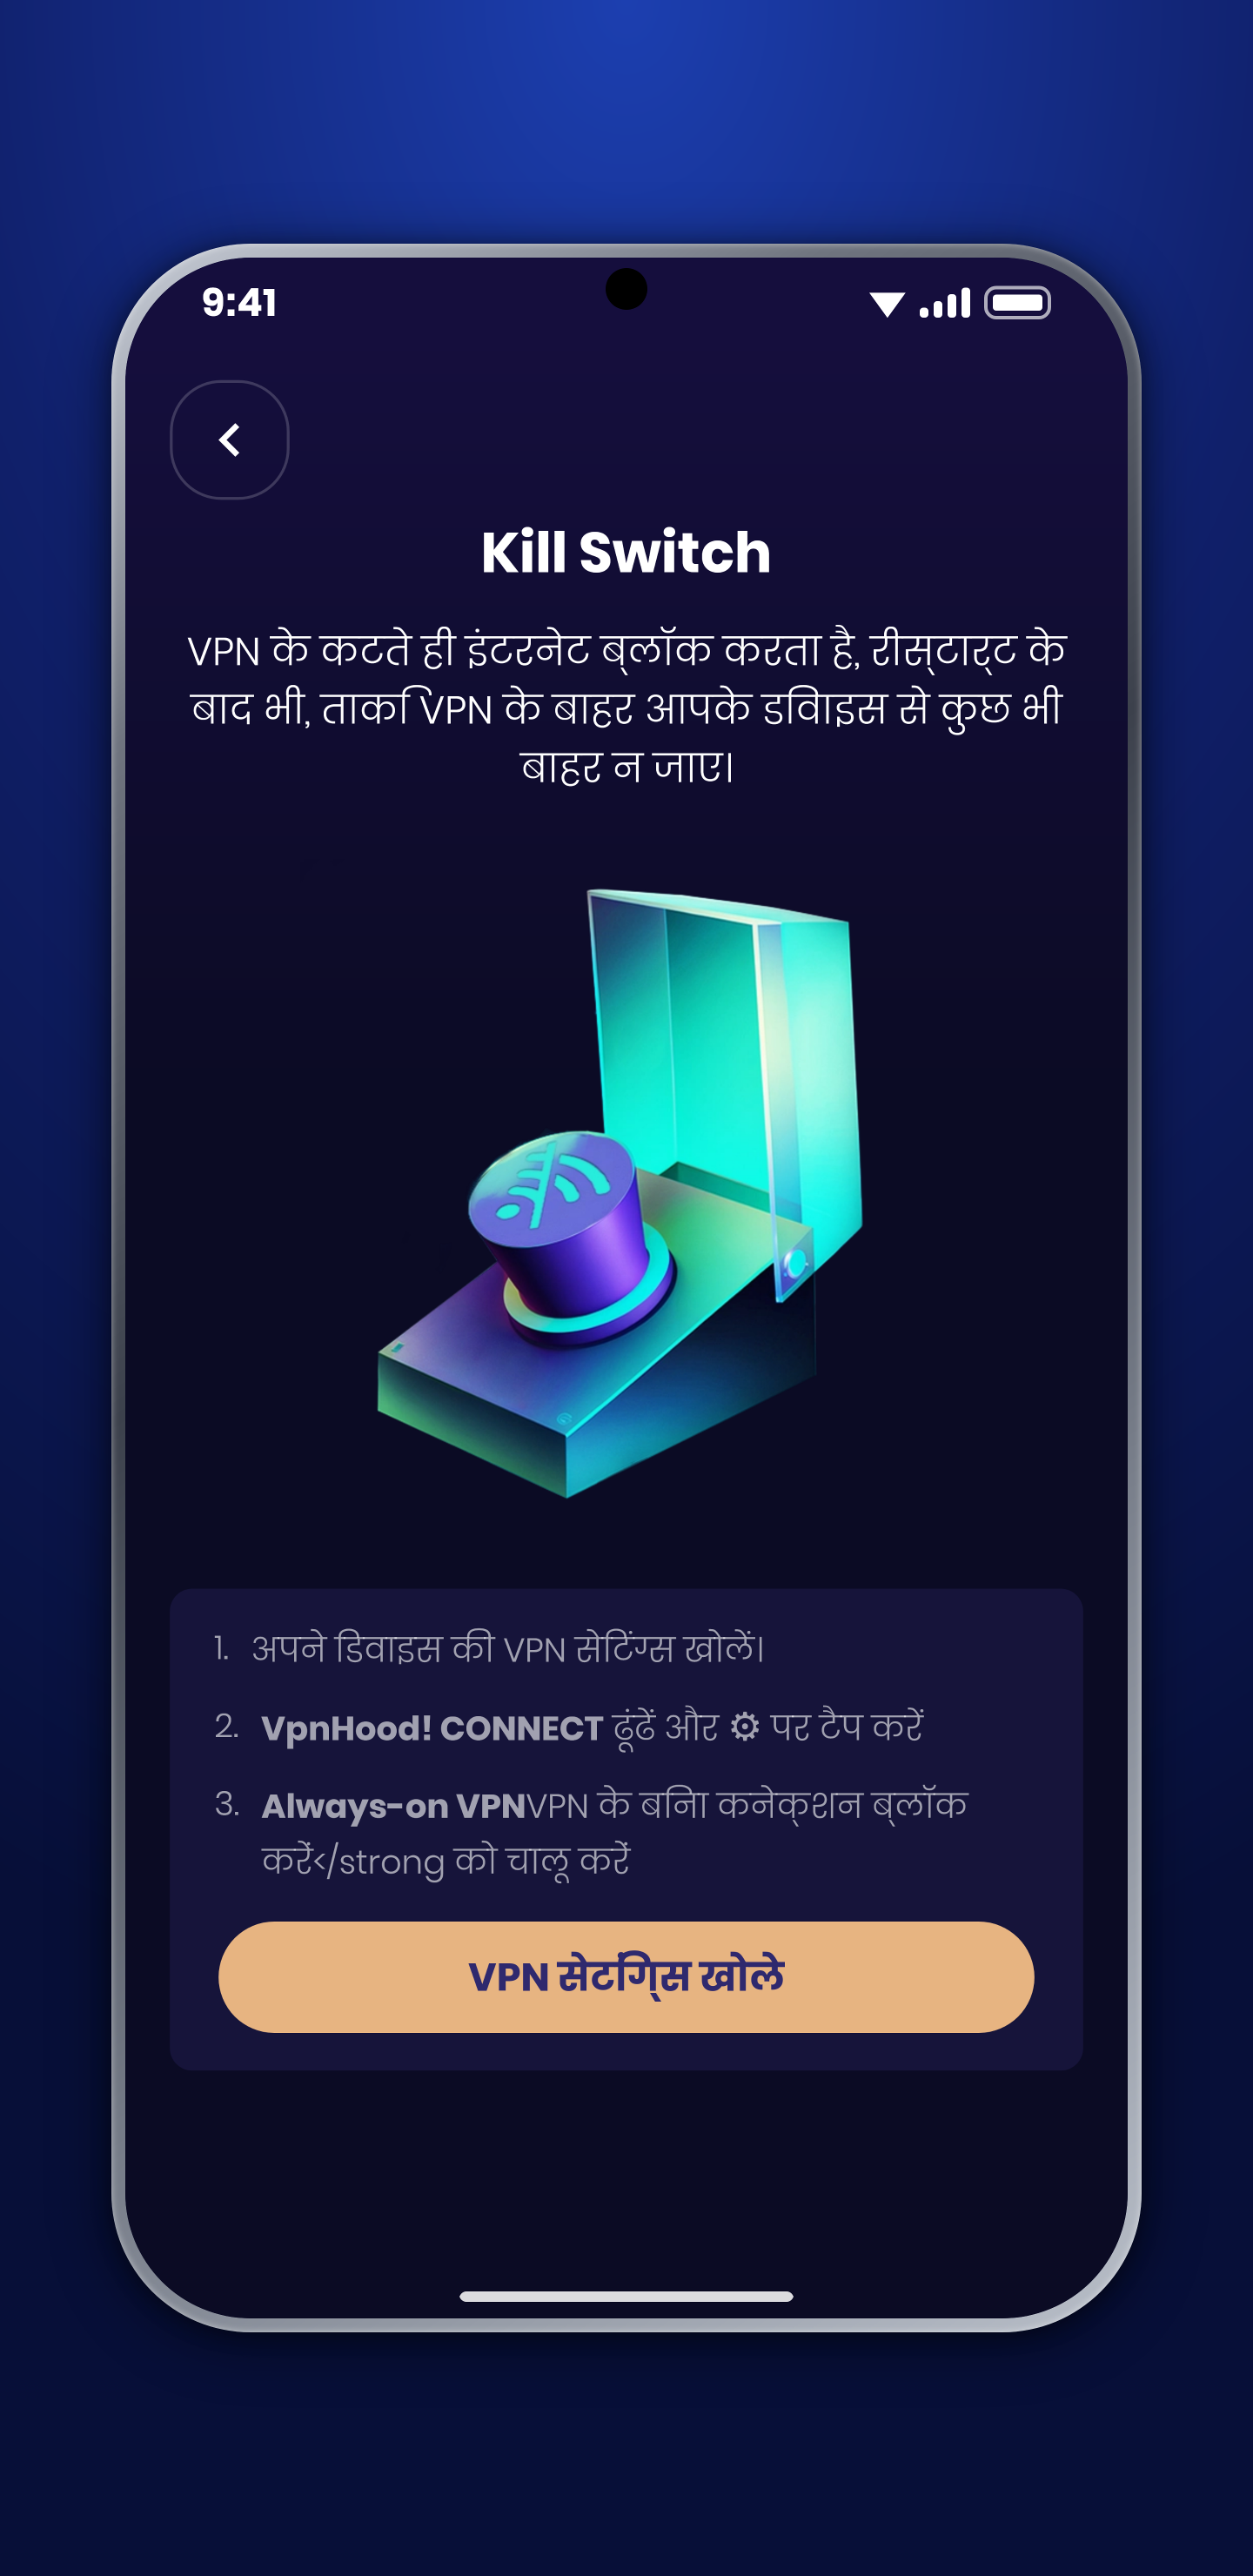 9:41
Kill Switch
VPN के कटते ही इंटरनेट ब्लॉक करता है, रीस्टार्ट के
बाद भी, ताकि VPN के बाहर आपके डिवाइस से कुछ भी
बाहर न जाए।
1. अपने डिवाइस की VPN सेटिंग्स खोलें।
2. VpnHood! CONNECT ढूंढें और ⚙ पर टैप करें
3. Always-on VPNVPN के बिना कनेक्शन ब्लॉक
करें</strong को चालू करें
VPN सेटिंग्स खोले